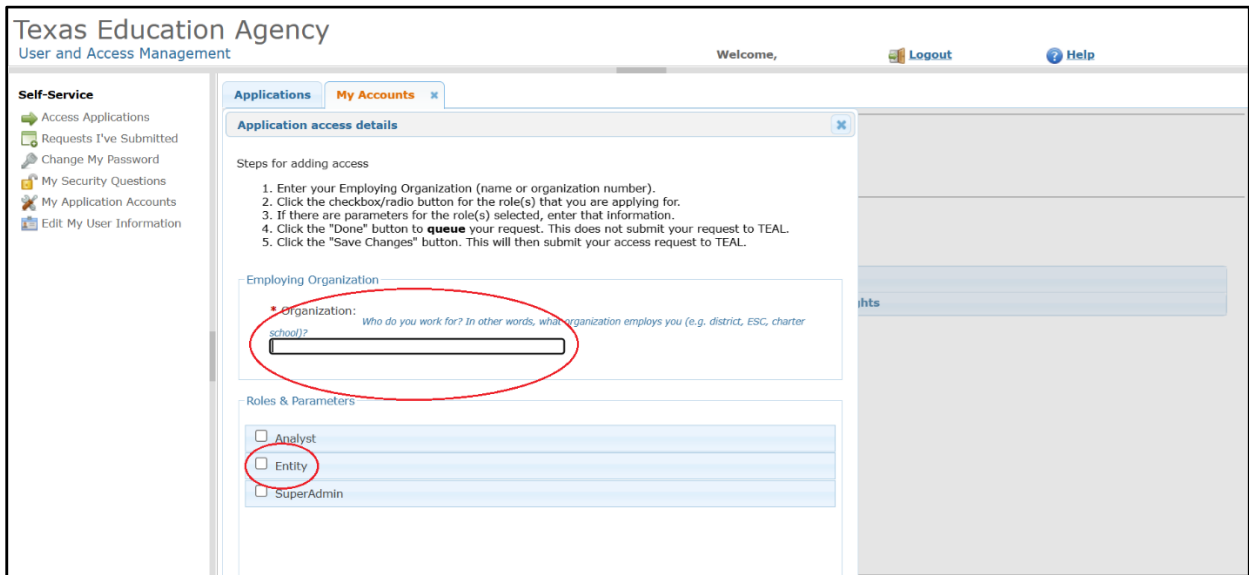 Texas Education Agency
User and Access Management
Welcome,
Logout
Help
Self-Service
Access Applications
Requests I've Submitted
Change My Password
My Security Questions
My Application Accounts
Edit My User Information
Applications
My Accounts
Application access details
Steps for adding access
1. Enter your Employing Organization (name or organization number).
2. Click the checkbox/radio button for the role(s) that you are applying for.
3. If there are parameters for the role(s) selected, enter that information.
4. Click the "Done" button to queue your request. This does not submit your request to TEAL.
5. Click the "Save Changes" button. This will then submit your access request to TEAL.
Employing Organization
* Organization:
Who do you work for? In other words, what organization employs you (e.g. district, ESC, charter
school)?
Roles & Parameters
Analyst
Entity
SuperAdmin